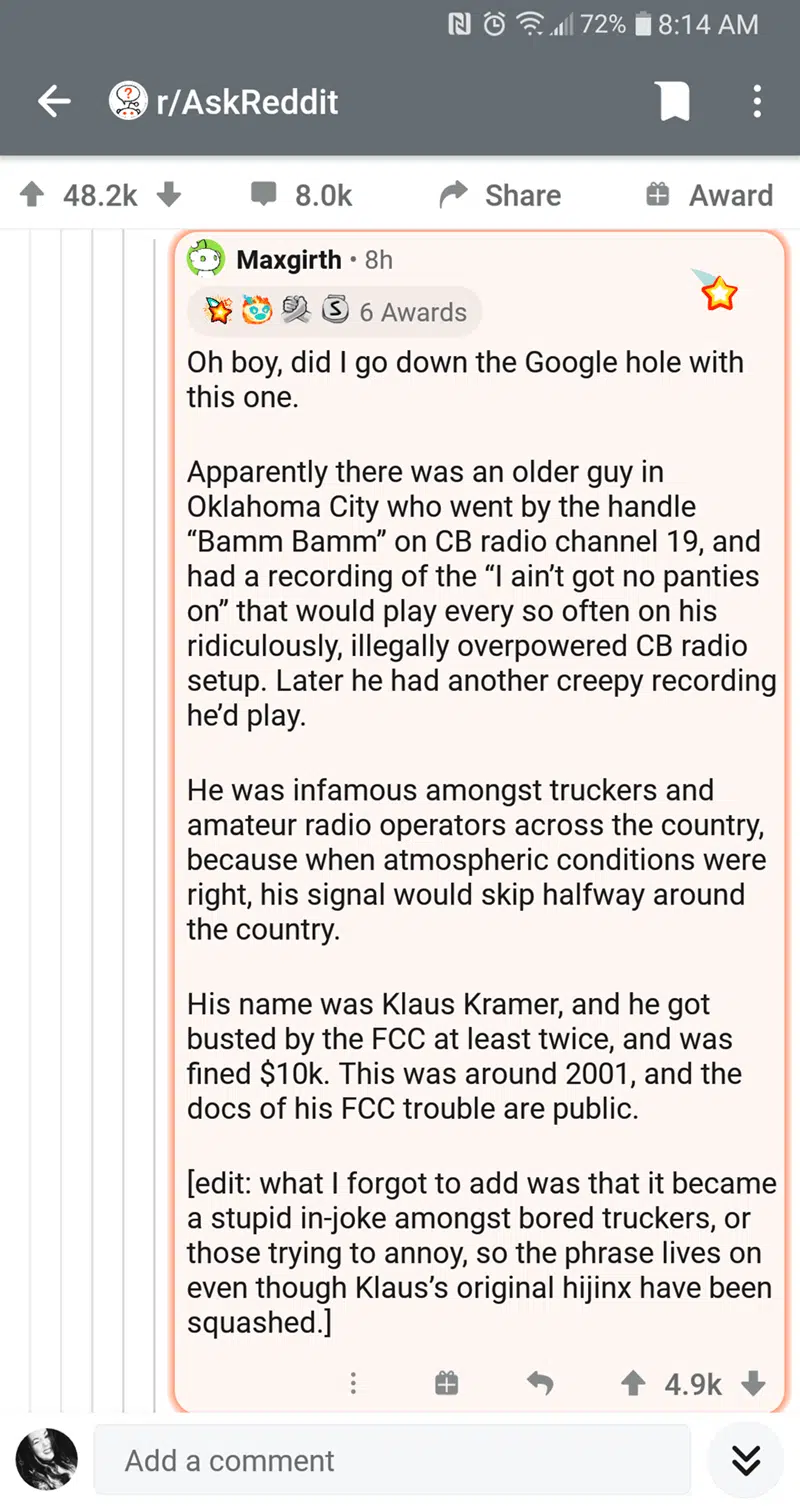 72% 8:14 AM
r/AskReddit
48.2k 8.0k Share Award
Maxgirth • 8h
S 6 Awards
Oh boy, did I go down the Google hole with
this one.
Apparently there was an older guy in
Oklahoma City who went by the handle
“Bamm Bamm” on CB radio channel 19, and
had a recording of the “I ain’t got no panties
on” that would play every so often on his
ridiculously, illegally overpowered CB radio
setup. Later he had another creepy recording
he’d play.
He was infamous amongst truckers and
amateur radio operators across the country,
because when atmospheric conditions were
right, his signal would skip halfway around
the country.
His name was Klaus Kramer, and he got
busted by the FCC at least twice, and was
fined $10k. This was around 2001, and the
docs of his FCC trouble are public.
[edit: what I forgot to add was that it became
a stupid in-joke amongst bored truckers, or
those trying to annoy, so the phrase lives on
even though Klaus’s original hijinx have been
squashed.]
4.9k
Add a comment